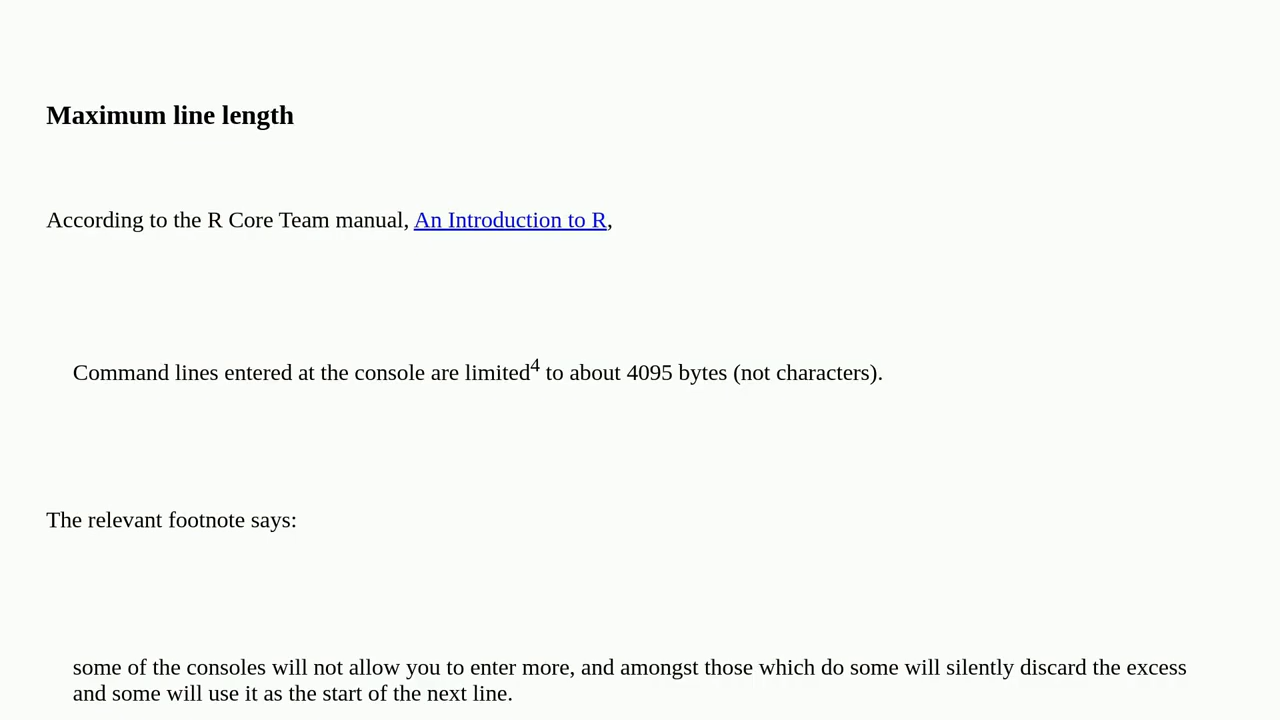 Maximum line length
According to the R Core Team manual, An Introduction to R,
Command lines entered at the console are limited4 to about 4095 bytes (not characters).
The relevant footnote says:
some of the consoles will not allow you to enter more, and amongst those which do some will silently discard the excess
and some will use it as the start of the next line.